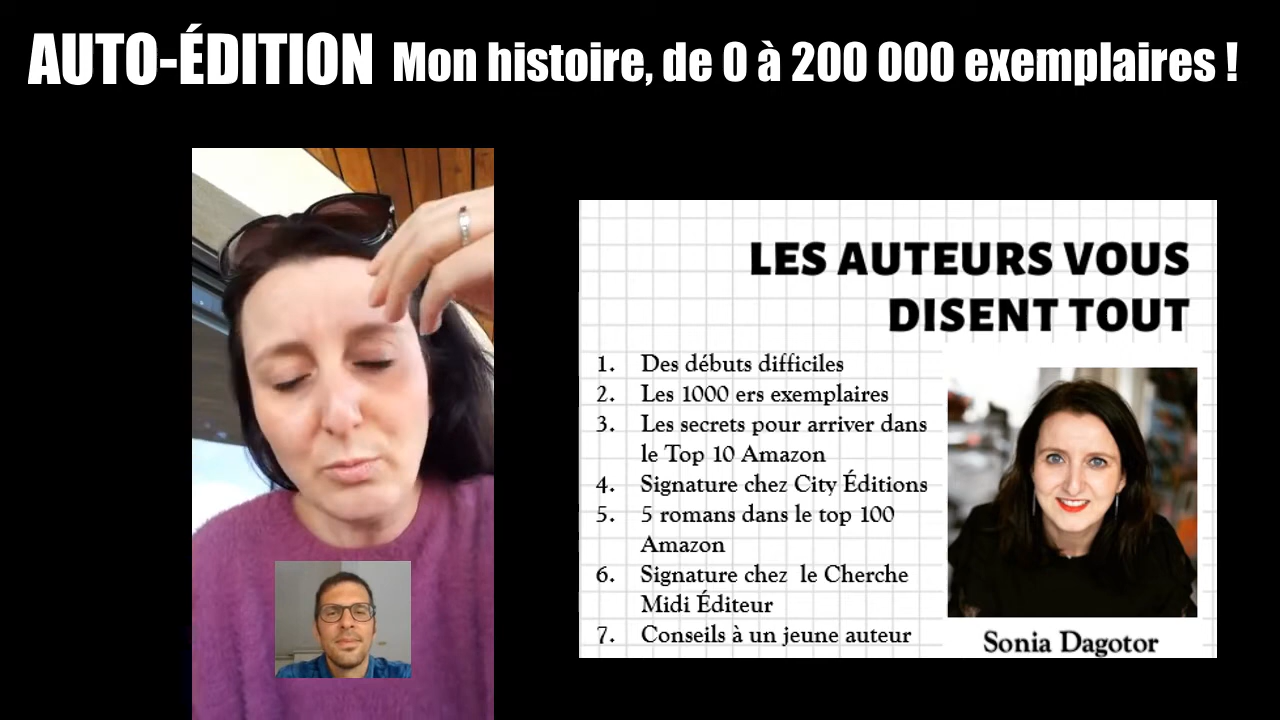 AUTO-ÉDITION Mon histoire, de 0 à 200 000 exemplaires !
LES AUTEURS VOUS
DISENT TOUT
1. Des débuts difficiles
2. Les 1000 ers exemplaires
3. Les secrets pour arriver dans
le Top 10 Amazon
4. Signature chez City Éditions
5. 5 romans dans le top 100
Amazon
6. Signature chez le Cherche
Midi Éditeur
7. Conseils à un jeune auteur
Sonia Dagotor